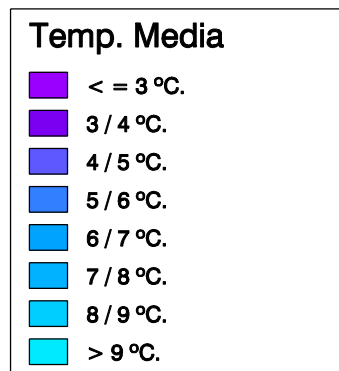 Temp. Media
< = 3 ºC.
3 / 4 ºC.
4 / 5 ºC.
5 / 6 ºC.
6 / 7 ºC.
7 / 8 ºC.
8 / 9 ºC.
> 9 ºC.